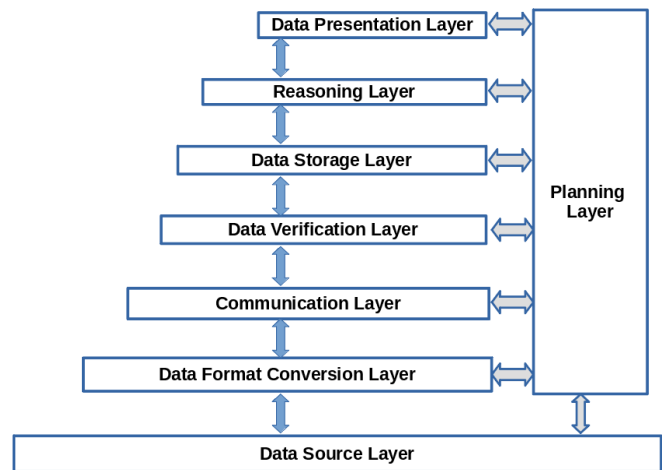 Data Presentation Layer
Reasoning Layer
Data Storage Layer
Planning
Layer
Data Verification Layer
Communication Layer
Data Format Conversion Layer
Data Source Layer